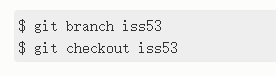 $ git branch iss53
$ git checkout iss53